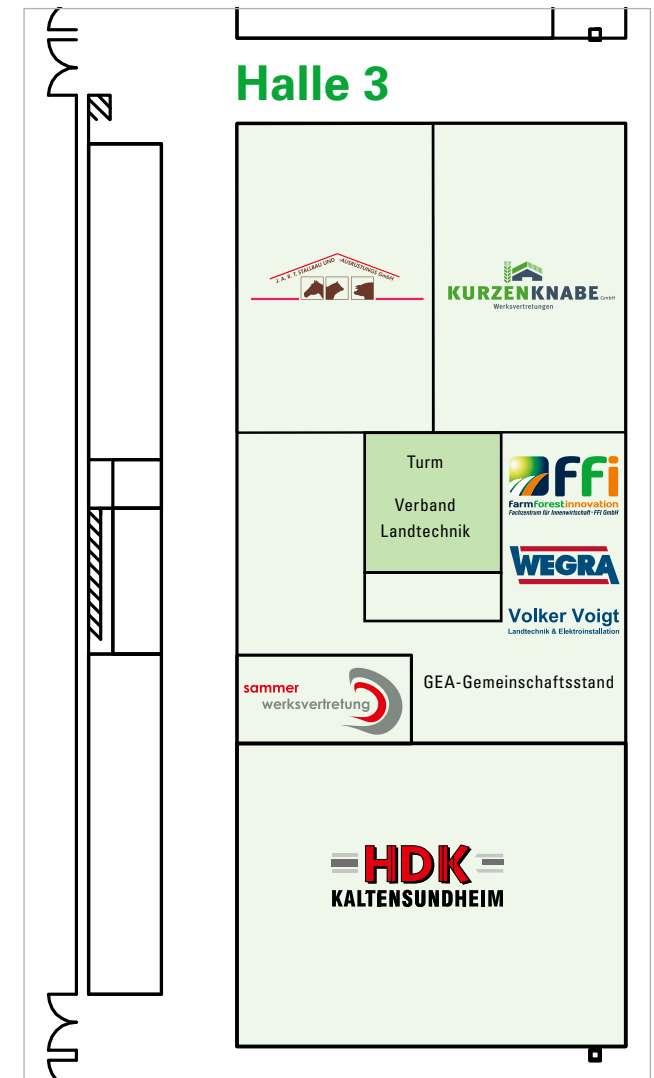 Halle 3
J. A. R. T. STALLBAU UND -AUSRÜSTUNGS GmbH
KURZENKNABE GmbH
Werksvertretungen
Turm
Verband
Landtechnik
ffi
farmforestinnovation
Fachzentrum für Innenwirtschaft - FFI GmbH
WEGRA
Volker Voigt
Landtechnik & Elektroinstallation
sammer
werksvertretung
GEA-Gemeinschaftsstand
HDK
KALTENSUNDHEIM